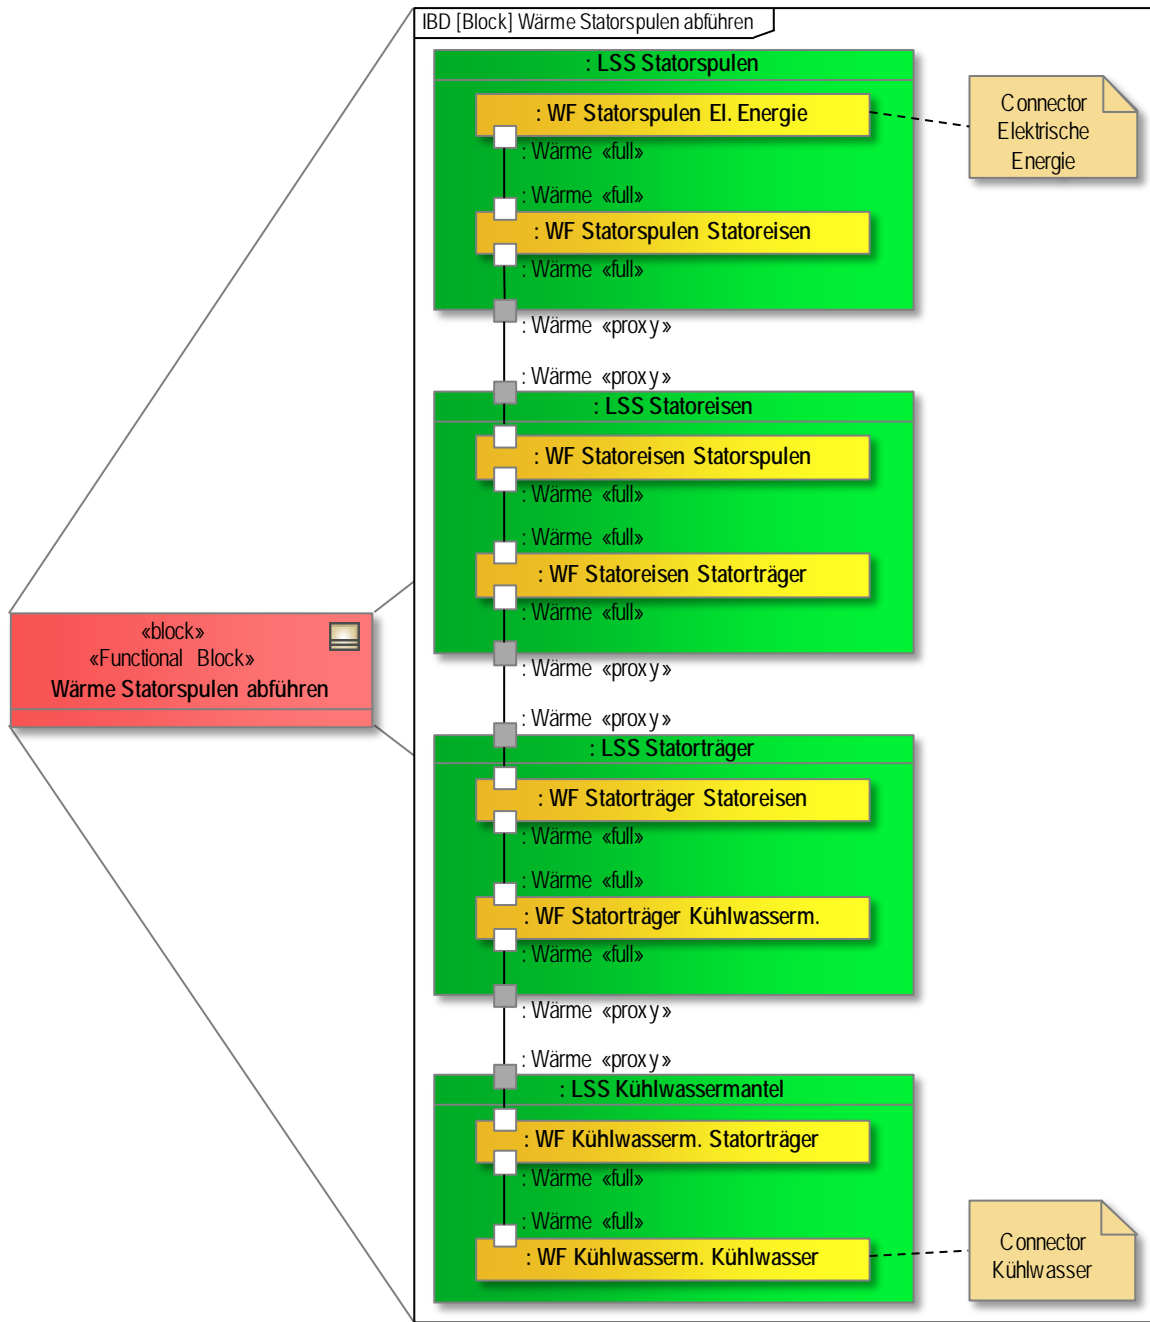 IBD [Block] Wärme Statorspulen abführen
: LSS Statorspulen
: WF Statorspulen El. Energie
Connector
Elektrische
Energie
: Wärme «full»
: Wärme «full»
: WF Statorspulen Statoreisen
: Wärme «full»
: Wärme «proxy»
: Wärme «proxy»
: LSS Statoreisen
: WF Statoreisen Statorspulen
: Wärme «full»
: Wärme «full»
: WF Statoreisen Statorträger
: Wärme «full»
«block»
«Functional Block»
Wärme Statorspulen abführen
: Wärme «proxy»
: Wärme «proxy»
: LSS Statorträger
: WF Statorträger Statoreisen
: Wärme «full»
: Wärme «full»
: WF Statorträger Kühlwasserm.
: Wärme «full»
: Wärme «proxy»
: Wärme «proxy»
: LSS Kühlwassermantel
: WF Kühlwasserm. Statorträger
: Wärme «full»
: Wärme «full»
: WF Kühlwasserm. Kühlwasser
Connector
Kühlwasser